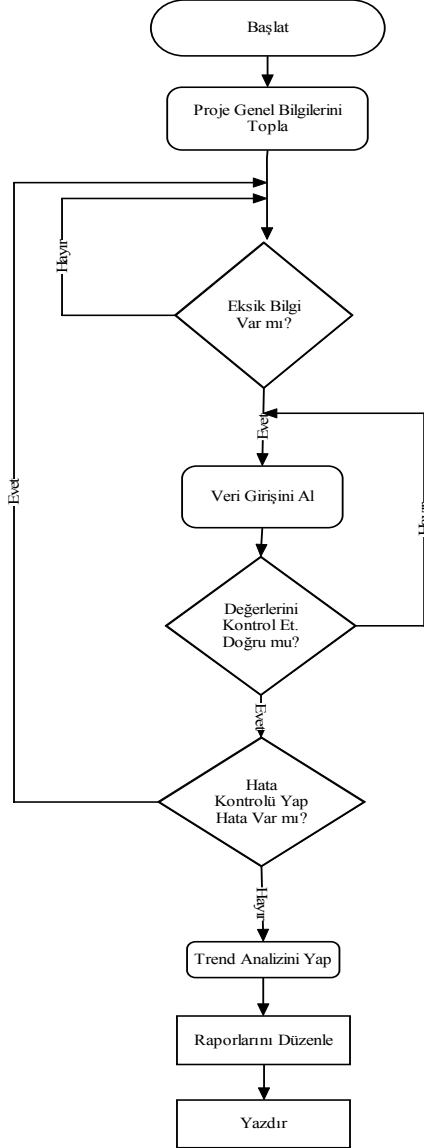 Başlat
Proje Genel Bilgilerini
Topla
Hayır
Eksik Bilgi
Var mı?
Evet
Evet
Veri Girişini Al
Hayır
Değerlerini
Kontrol Et.
Doğru mu?
Evet
Hata
Kontrolü Yap
Hata Var mı?
Hayır
Trend Analizini Yap
Raporlarını Düzenle
Yazdır